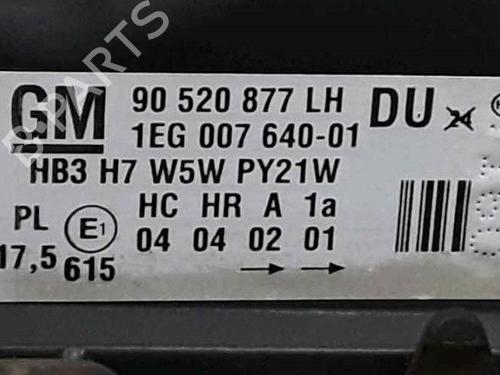 GM 90 520 877 LH DU
1EG 007 640-01
HB3 H7 W5W PY21W
HC HR A 1a
PL E1 04 04 02 01
17,5 615